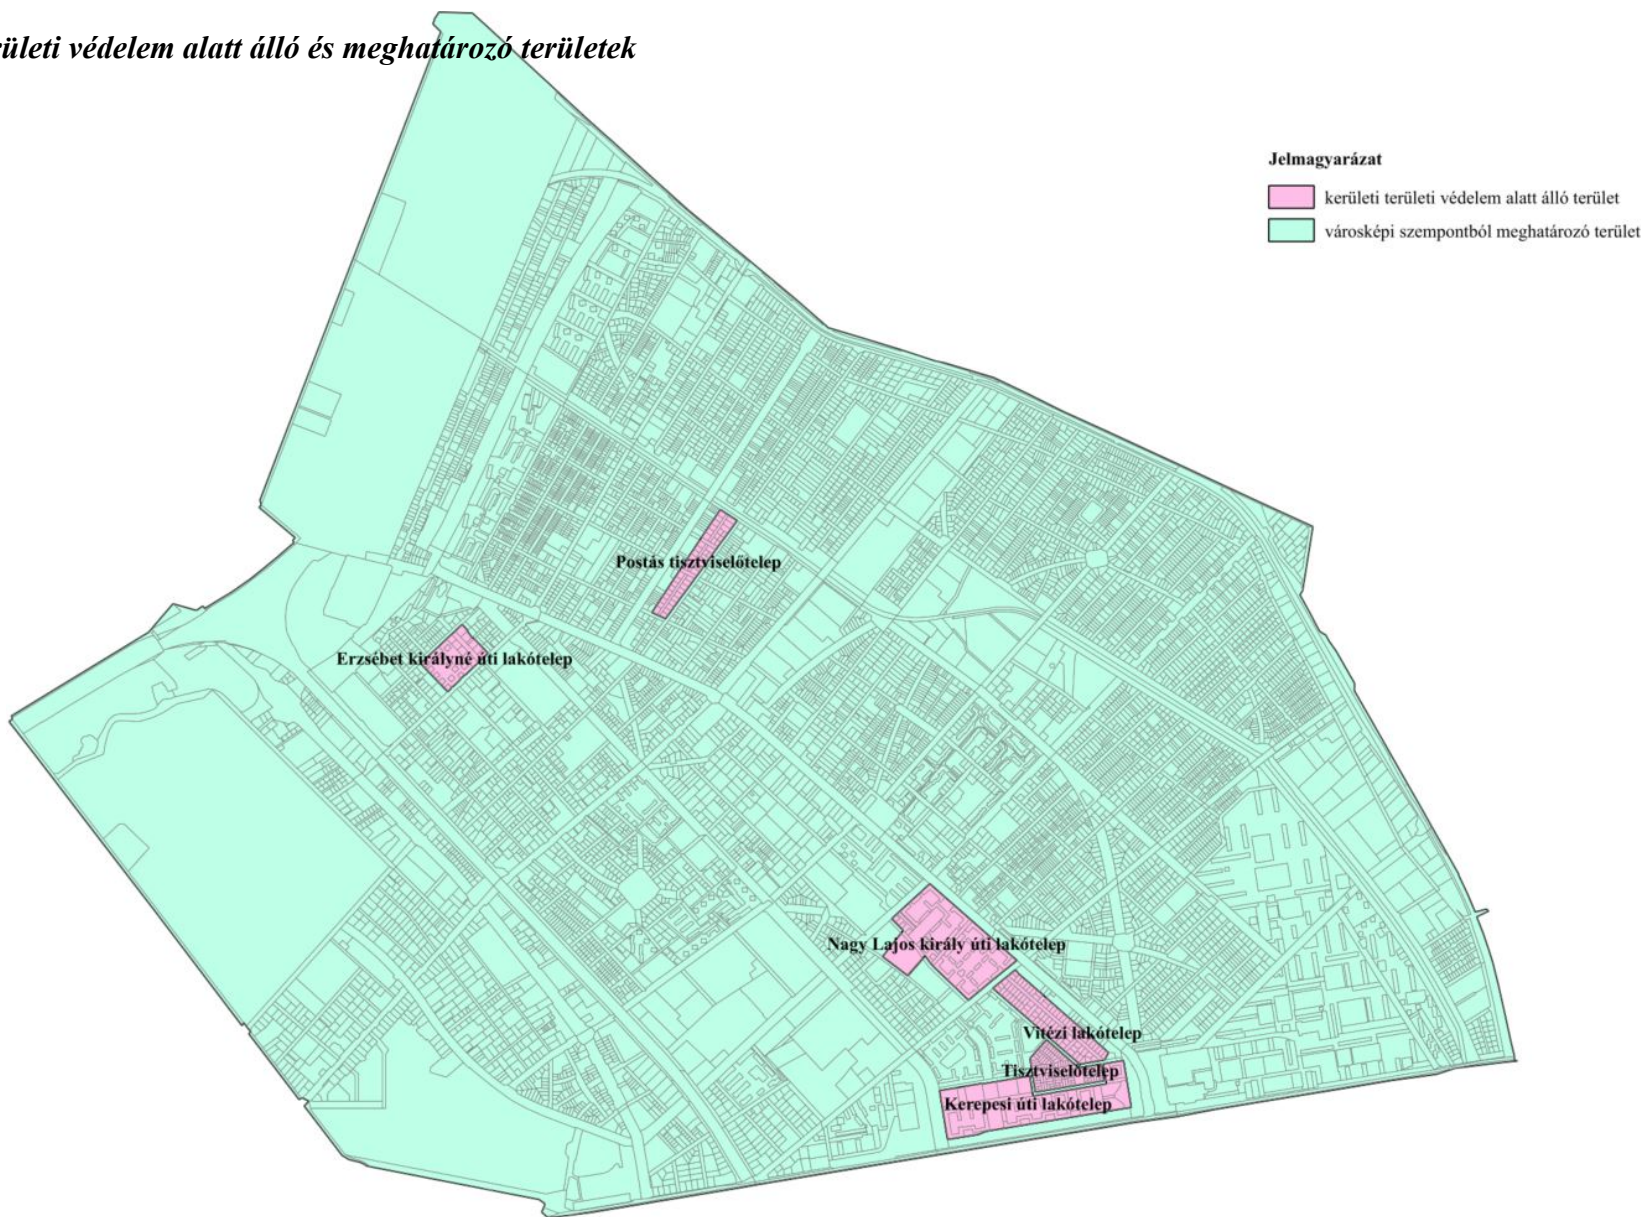 ületi védelem alatt álló és meghatározó területek
Jelmagyarázat
kerületi területi védelem alatt álló terület
városképi szempontból meghatározó terület
Postás tisztviselőtelep
Erzsébet királyné úti lakótelep
Nagy Lajos király úti lakótelep
Vitézi lakótelep
Tisztviselőtelep
Kerepesi úti lakótelep